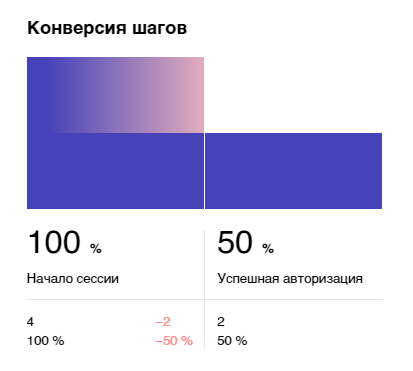 Конверсия шагов
100 %
50 %
Начало сессии
Успешная авторизация
4
–2
2
100 %
–50 %
50 %